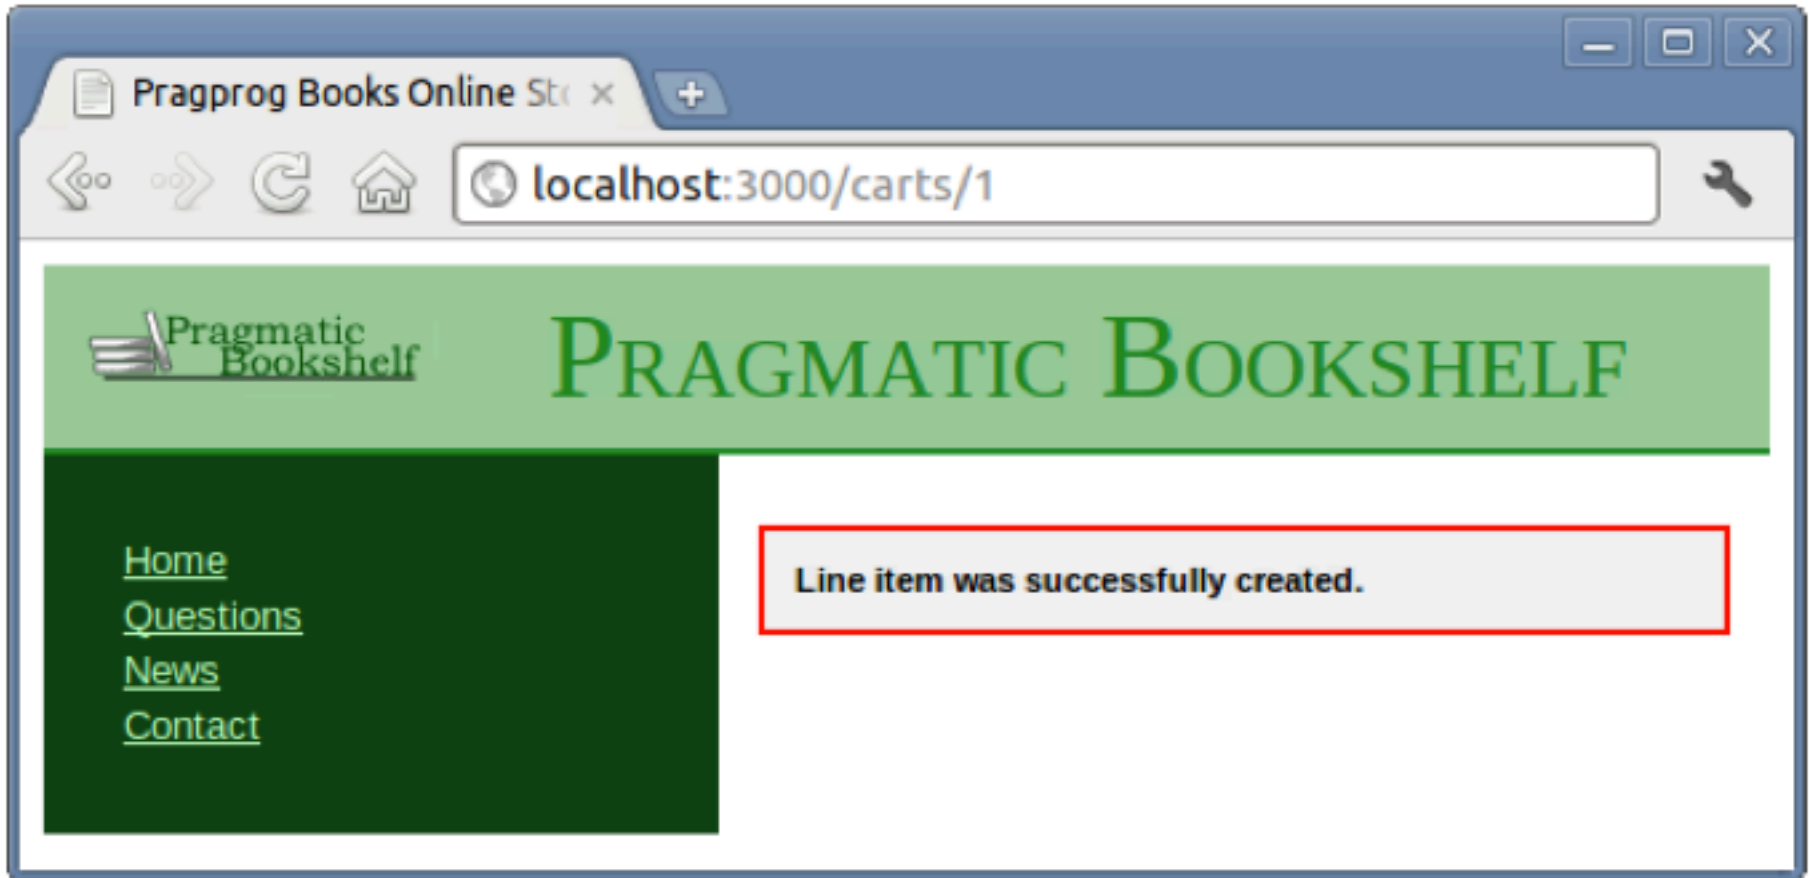 Pragprog Books Online Sto
localhost:3000/carts/1
Pragmatic
Bookshelf
PRAGMATIC BOOKSHELF
Home
Questions
News
Contact
Line item was successfully created.